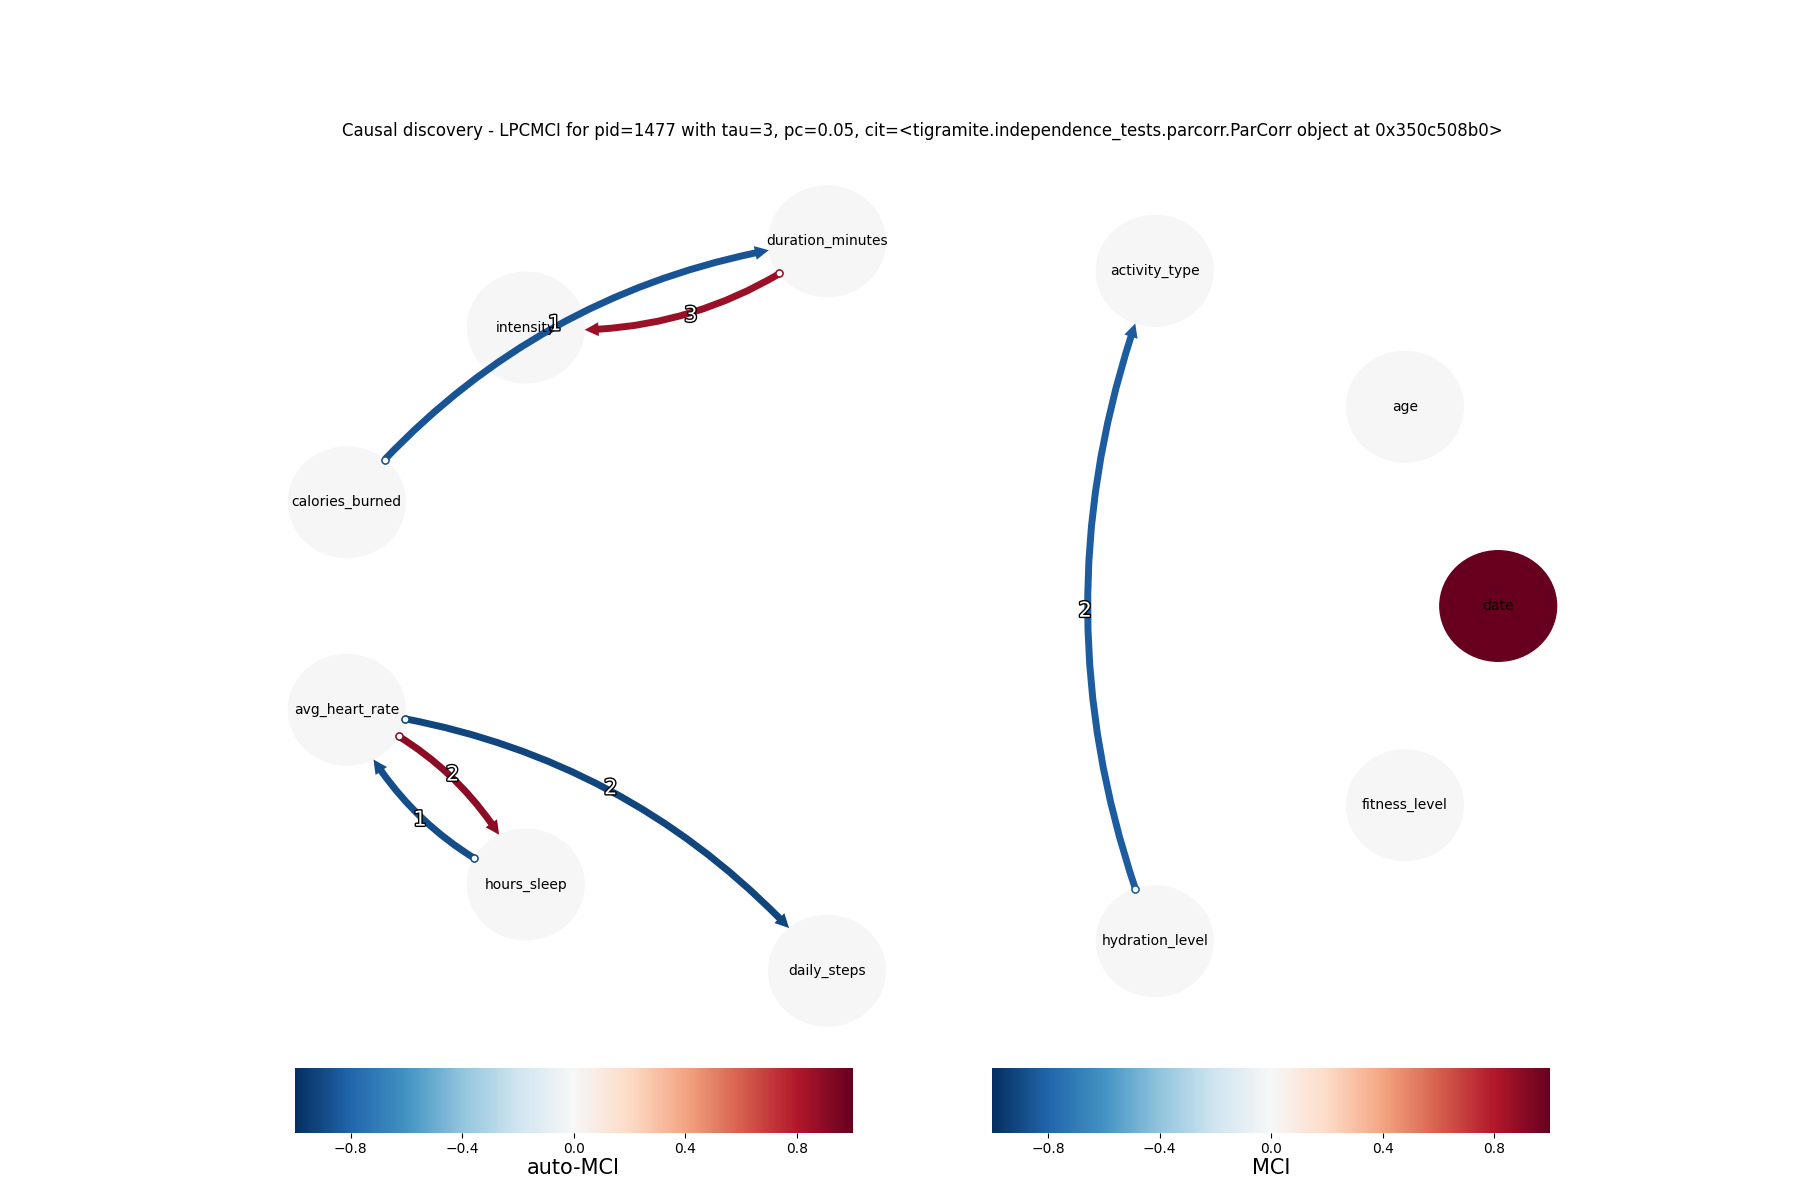 Causal discovery - LPCMCI for pid=1477 with tau=3, pc=0.05, cit=<tigramite.independence_tests.parcorr.ParCorr object at 0x350c508b0>
duration_minutes
activity_type
3
intensity
1
age
calories_burned
date
2
avg_heart_rate
2
2
1
fitness_level
hours_sleep
hydration_level
daily_steps
−0.8 −0.4 0.0 0.4 0.8
auto-MCI
−0.8 −0.4 0.0 0.4 0.8
MCI